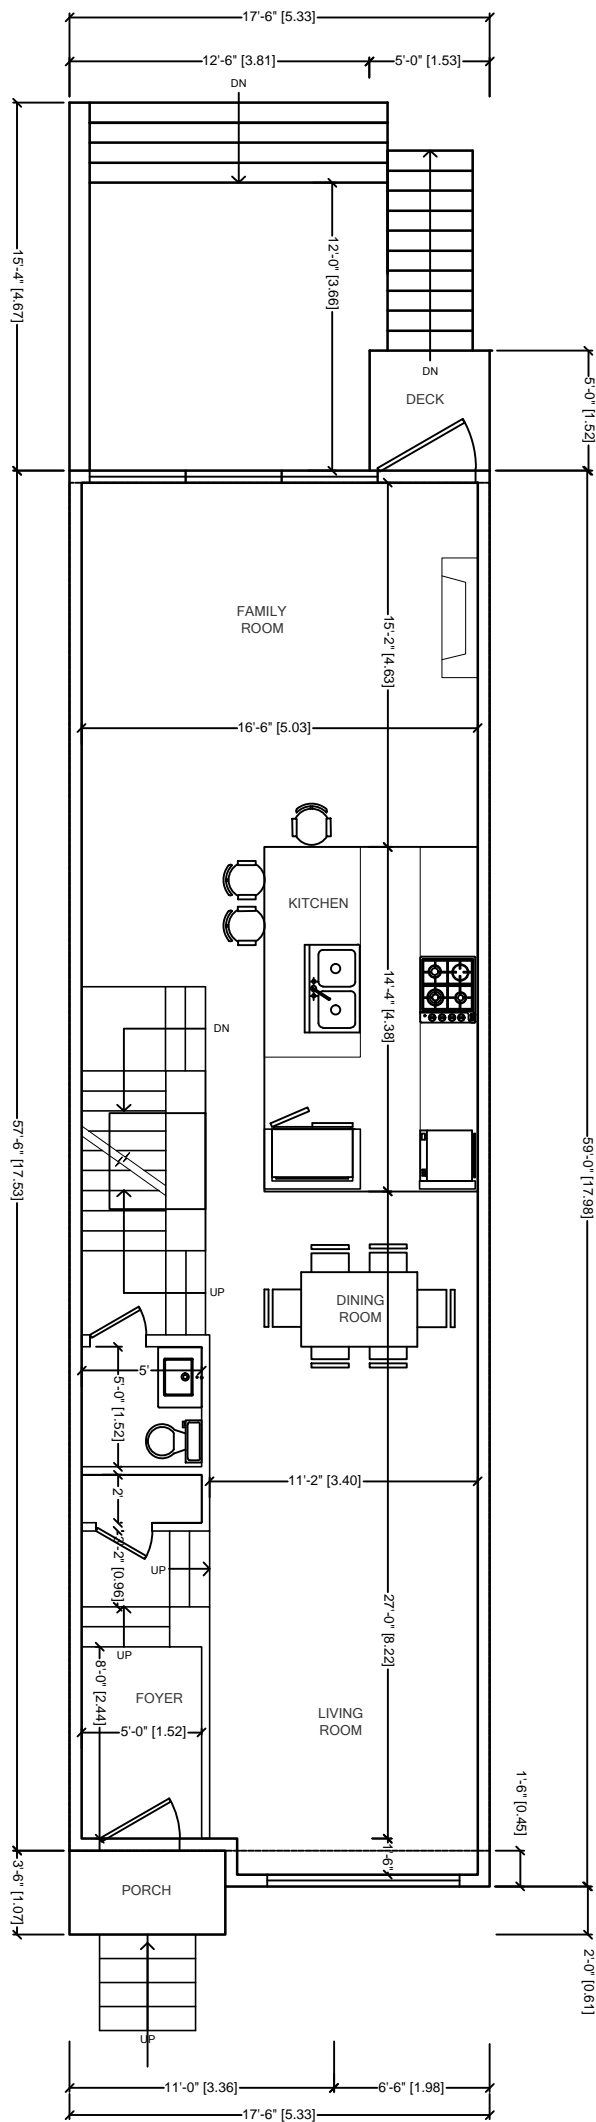 17'-6" [5.33]
12'-6" [3.81]
5'-0" [1.53]
DN
15'-4" [4.67]
12'-0" [3.66]
DN
DECK
5'-0" [1.52]
FAMILY
ROOM
15'-2" [4.63]
16'-6" [5.03]
KITCHEN
14'-4" [4.38]
DN
57'-6" [17.53]
59'-0" [17.98]
UP
DINING
ROOM
5'
5'-0" [1.52]
11'-2" [3.40]
2'
3'-2" [0.96]
UP
27'-0" [8.22]
UP
8'-0" [2.44]
FOYER
5'-0" [1.52]
LIVING
ROOM
1'-6" [0.45]
1'-6"
PORCH
3'-6" [1.07]
2'-0" [0.61]
UP
11'-0" [3.36]
6'-6" [1.98]
17'-6" [5.33]